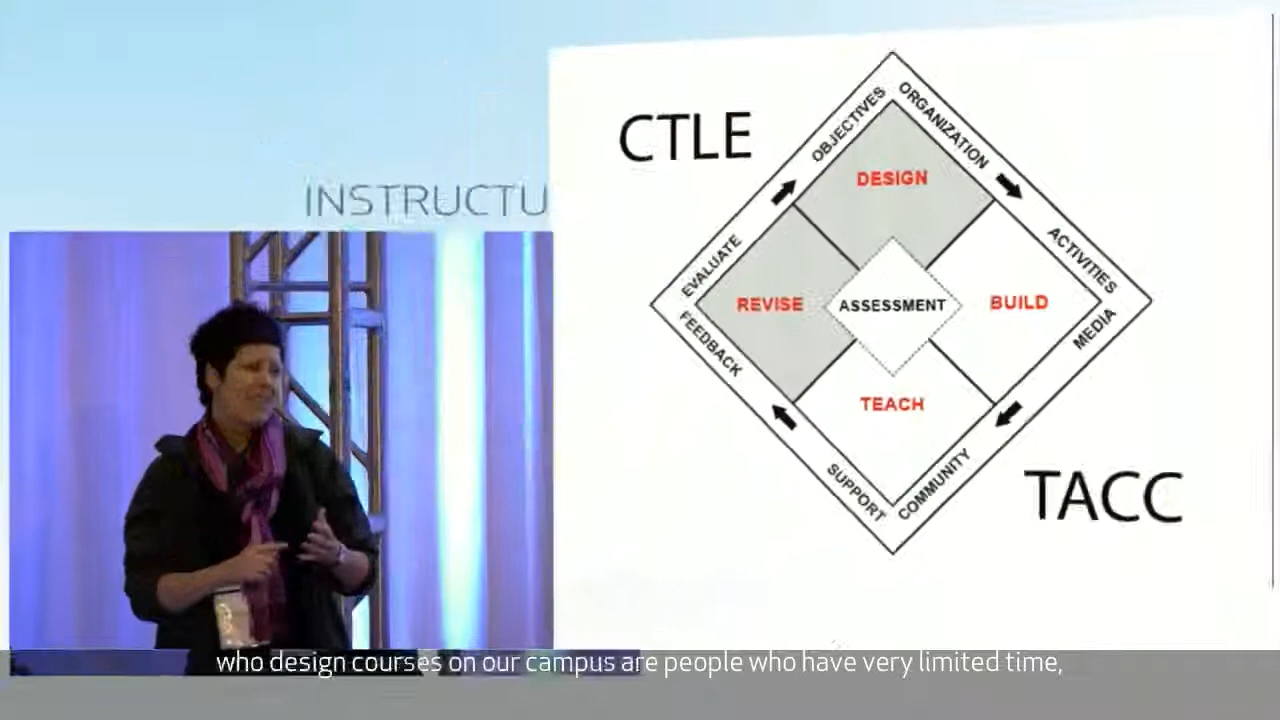 INSTRUCTU
CTLE
OBJECTIVES
ORGANIZATION
DESIGN
EVALUATE
ACTIVITIES
REVISE
ASSESSMENT
BUILD
FEEDBACK
MEDIA
TEACH
SUPPORT
COMMUNITY
TACC
who design courses on our campus are people who have very limited time,